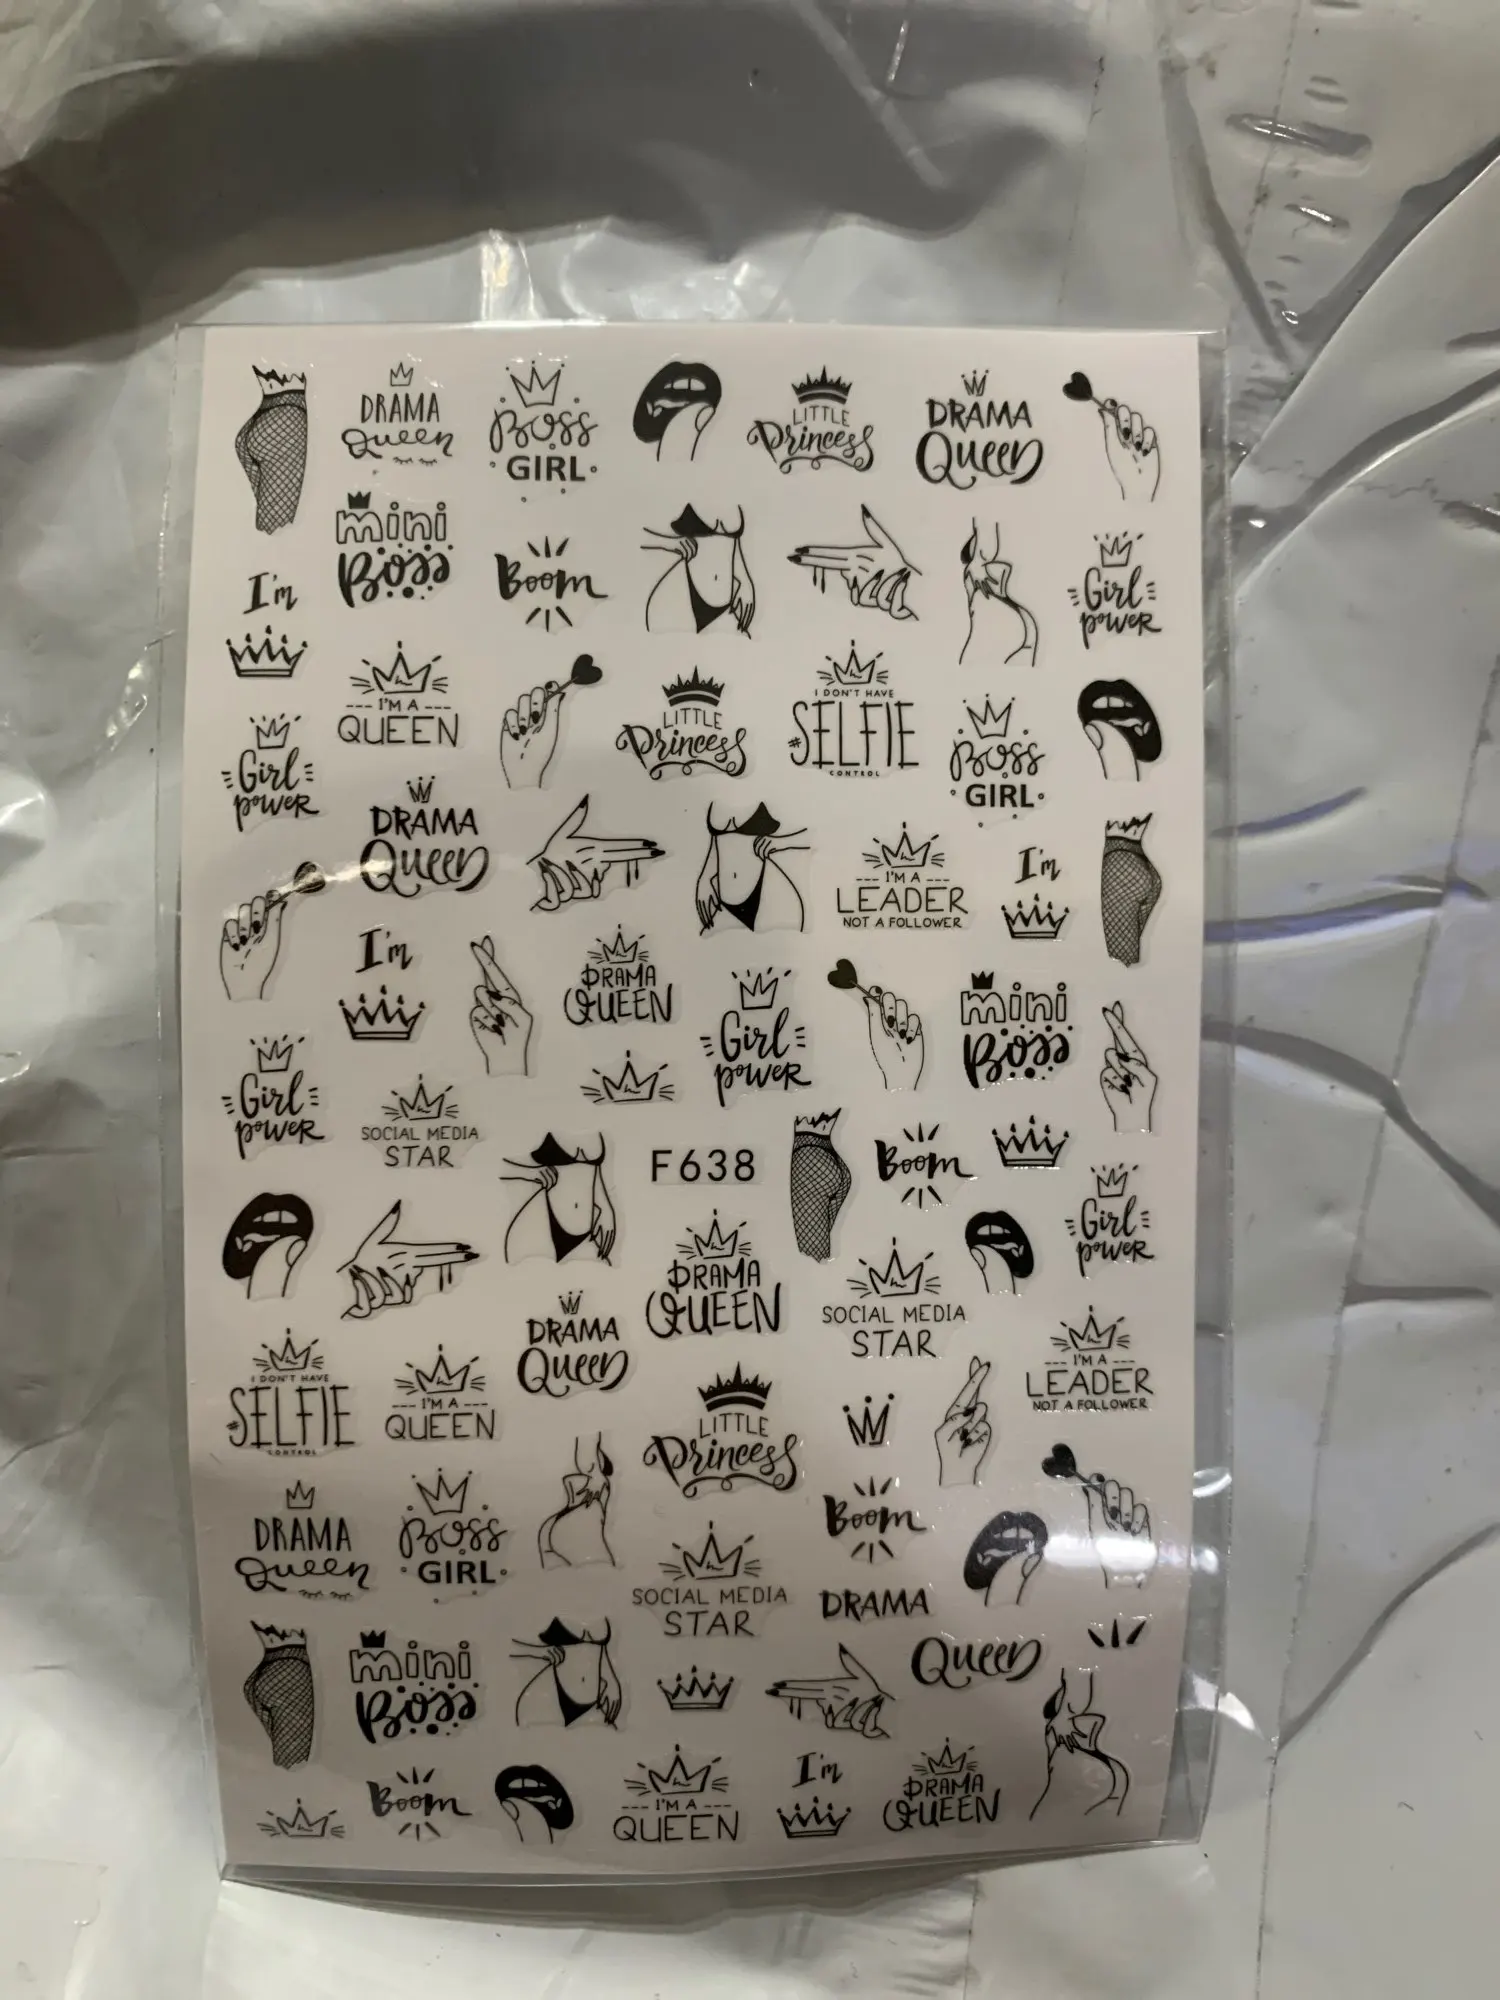 DRAMA
Queen
Boss
GIRL
LITTLE
Princess
DRAMA
Queen
mini
Boss
I'm
Boom
Girl
power
I'M A
QUEEN
LITTLE
Princess
I DON'T HAVE
#SELFIE
CONTROL
Boss
GIRL
Girl
power
DRAMA
Queen
I'M A
LEADER
NOT A FOLLOWER
I'm
I'm
DRAMA
QUEEN
Girl
power
mini
Boss
Girl
power
SOCIAL MEDIA
STAR
F638
Boom
Girl
power
DRAMA
QUEEN
SOCIAL MEDIA
STAR
DRAMA
Queen
I'M A
LEADER
NOT A FOLLOWER
I DON'T HAVE
#SELFIE
CONTROL
I'M A
QUEEN
LITTLE
Princess
DRAMA
Queen
Boss
GIRL
Boom
SOCIAL MEDIA
STAR
DRAMA
Queen
mini
Boss
Boom
I'M A
QUEEN
I'm
DRAMA
QUEEN